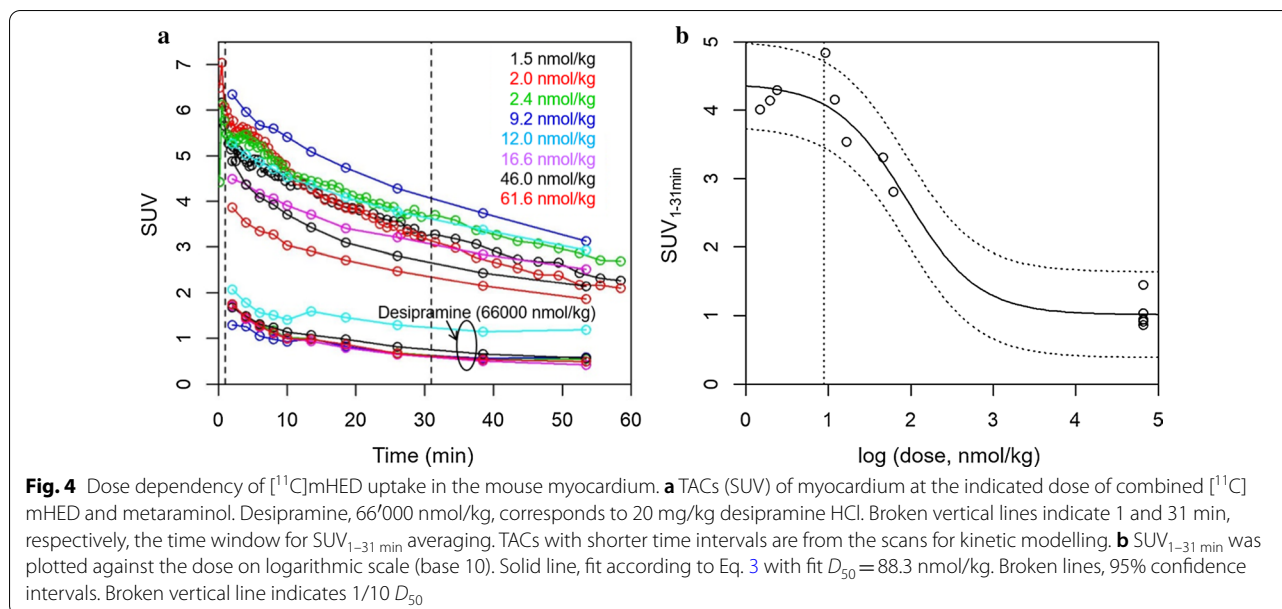 a
SUV
7
6
5
4
3
2
1
0
0 10 20 30 40 50 60
Time (min)
1.5 nmol/kg
2.0 nmol/kg
2.4 nmol/kg
9.2 nmol/kg
12.0 nmol/kg
16.6 nmol/kg
46.0 nmol/kg
61.6 nmol/kg
Desipramine (66000 nmol/kg)
b
SUV1-31min
5
4
3
2
1
0
0 1 2 3 4 5
log (dose, nmol/kg)
Fig. 4 Dose dependency of [11C]mHED uptake in the mouse myocardium. a TACs (SUV) of myocardium at the indicated dose of combined [11C]
mHED and metaraminol. Desipramine, 66′000 nmol/kg, corresponds to 20 mg/kg desipramine HCl. Broken vertical lines indicate 1 and 31 min,
respectively, the time window for SUV1–31 min averaging. TACs with shorter time intervals are from the scans for kinetic modelling. b SUV1–31 min was
plotted against the dose on logarithmic scale (base 10). Solid line, fit according to Eq. 3 with fit D50 = 88.3 nmol/kg. Broken lines, 95% confidence
intervals. Broken vertical line indicates 1/10 D50